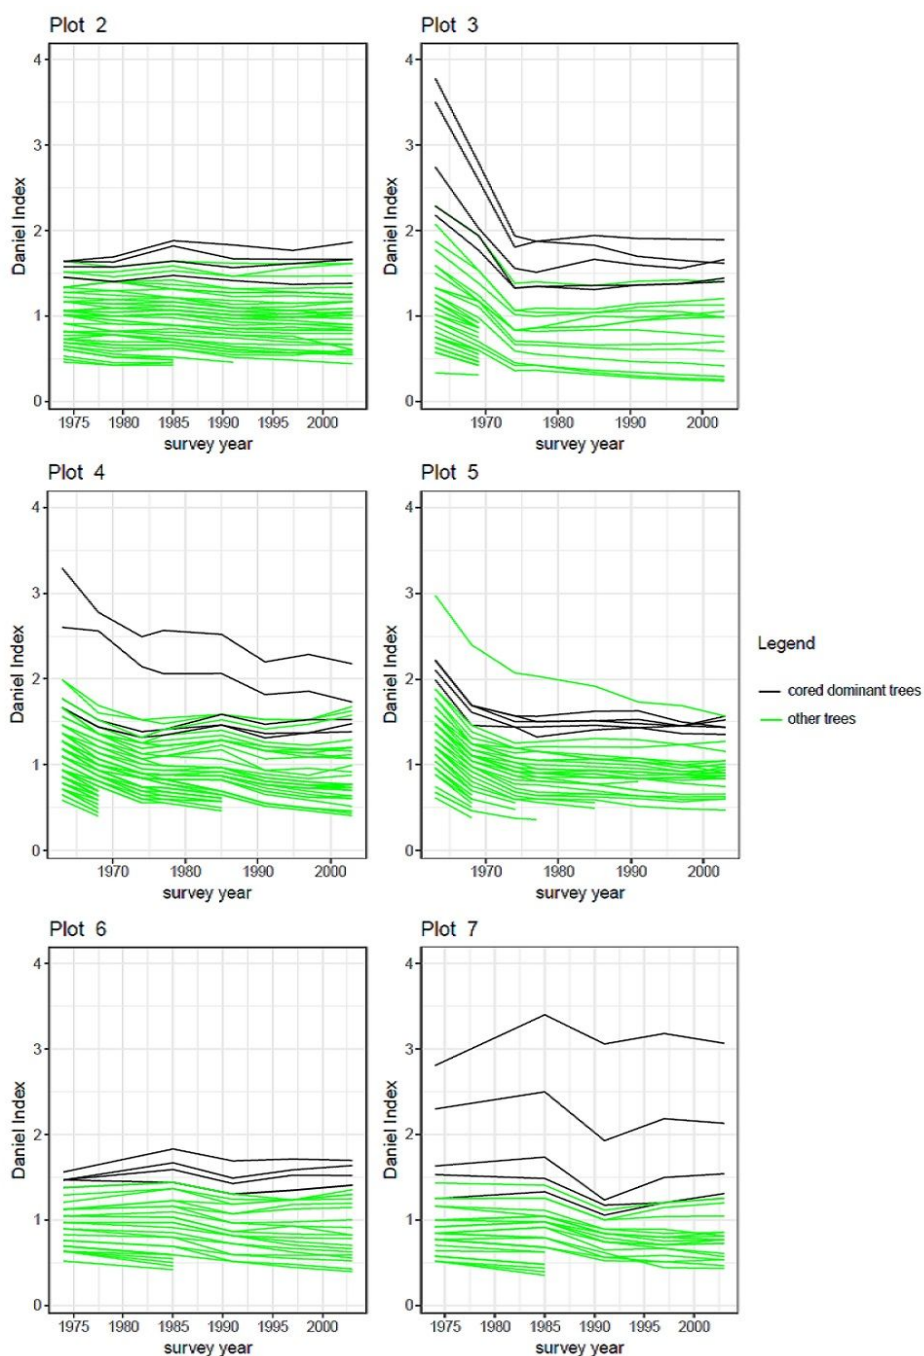 Plot 2
4
3
2
1
0
Daniel Index
1975 1980 1985 1990 1995 2000
survey year
Plot 3
4
3
2
1
0
Daniel Index
1970 1980 1990 2000
survey year
Plot 4
4
3
2
1
0
Daniel Index
1970 1980 1990 2000
survey year
Plot 5
4
3
2
1
0
Daniel Index
1970 1980 1990 2000
survey year
Legend
cored dominant trees
other trees
Plot 6
4
3
2
1
0
Daniel Index
1975 1980 1985 1990 1995 2000
survey year
Plot 7
4
3
2
1
0
Daniel Index
1975 1980 1985 1990 1995 2000
survey year